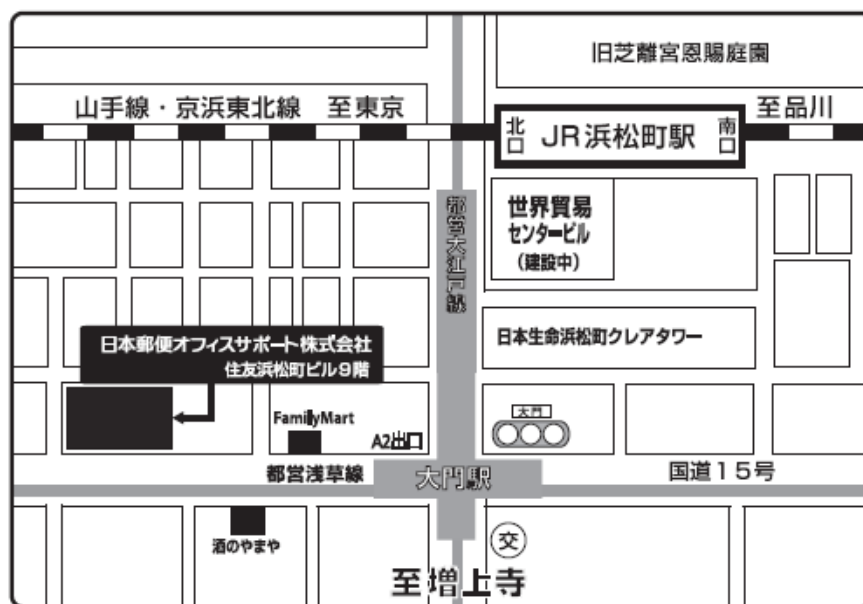 旧芝離宮恩賜庭園
山手線・京浜東北線　至東京
至品川
北口
JR浜松町駅
南口
都営大江戸線
世界貿易
センタービル
(建設中)
日本郵便オフィスサポート株式会社
住友浜松町ビル9階
日本生命浜松町クレアタワー
FamilyMart
A2出口
大門
都営浅草線
大門駅
国道15号
酒のやまや
交
至増上寺